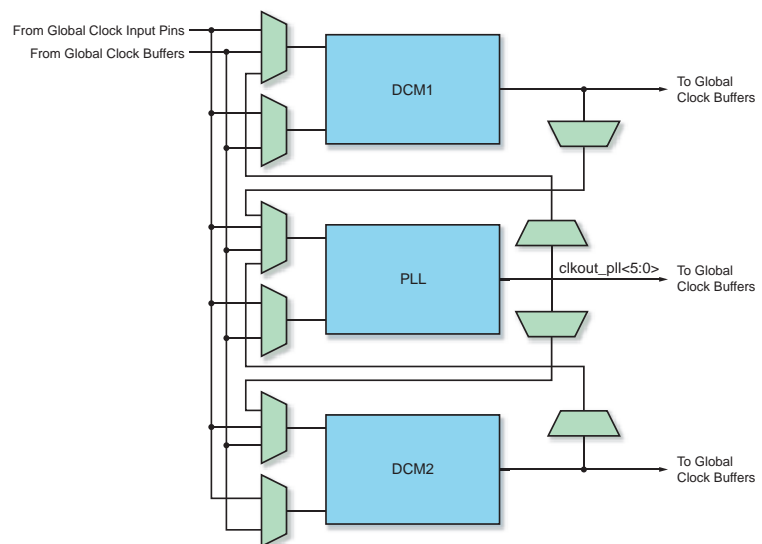 From Global Clock Input Pins
From Global Clock Buffers
DCM1
To Global
Clock Buffers
PLL
clkout_pll<5:0>
To Global
Clock Buffers
DCM2
To Global
Clock Buffers